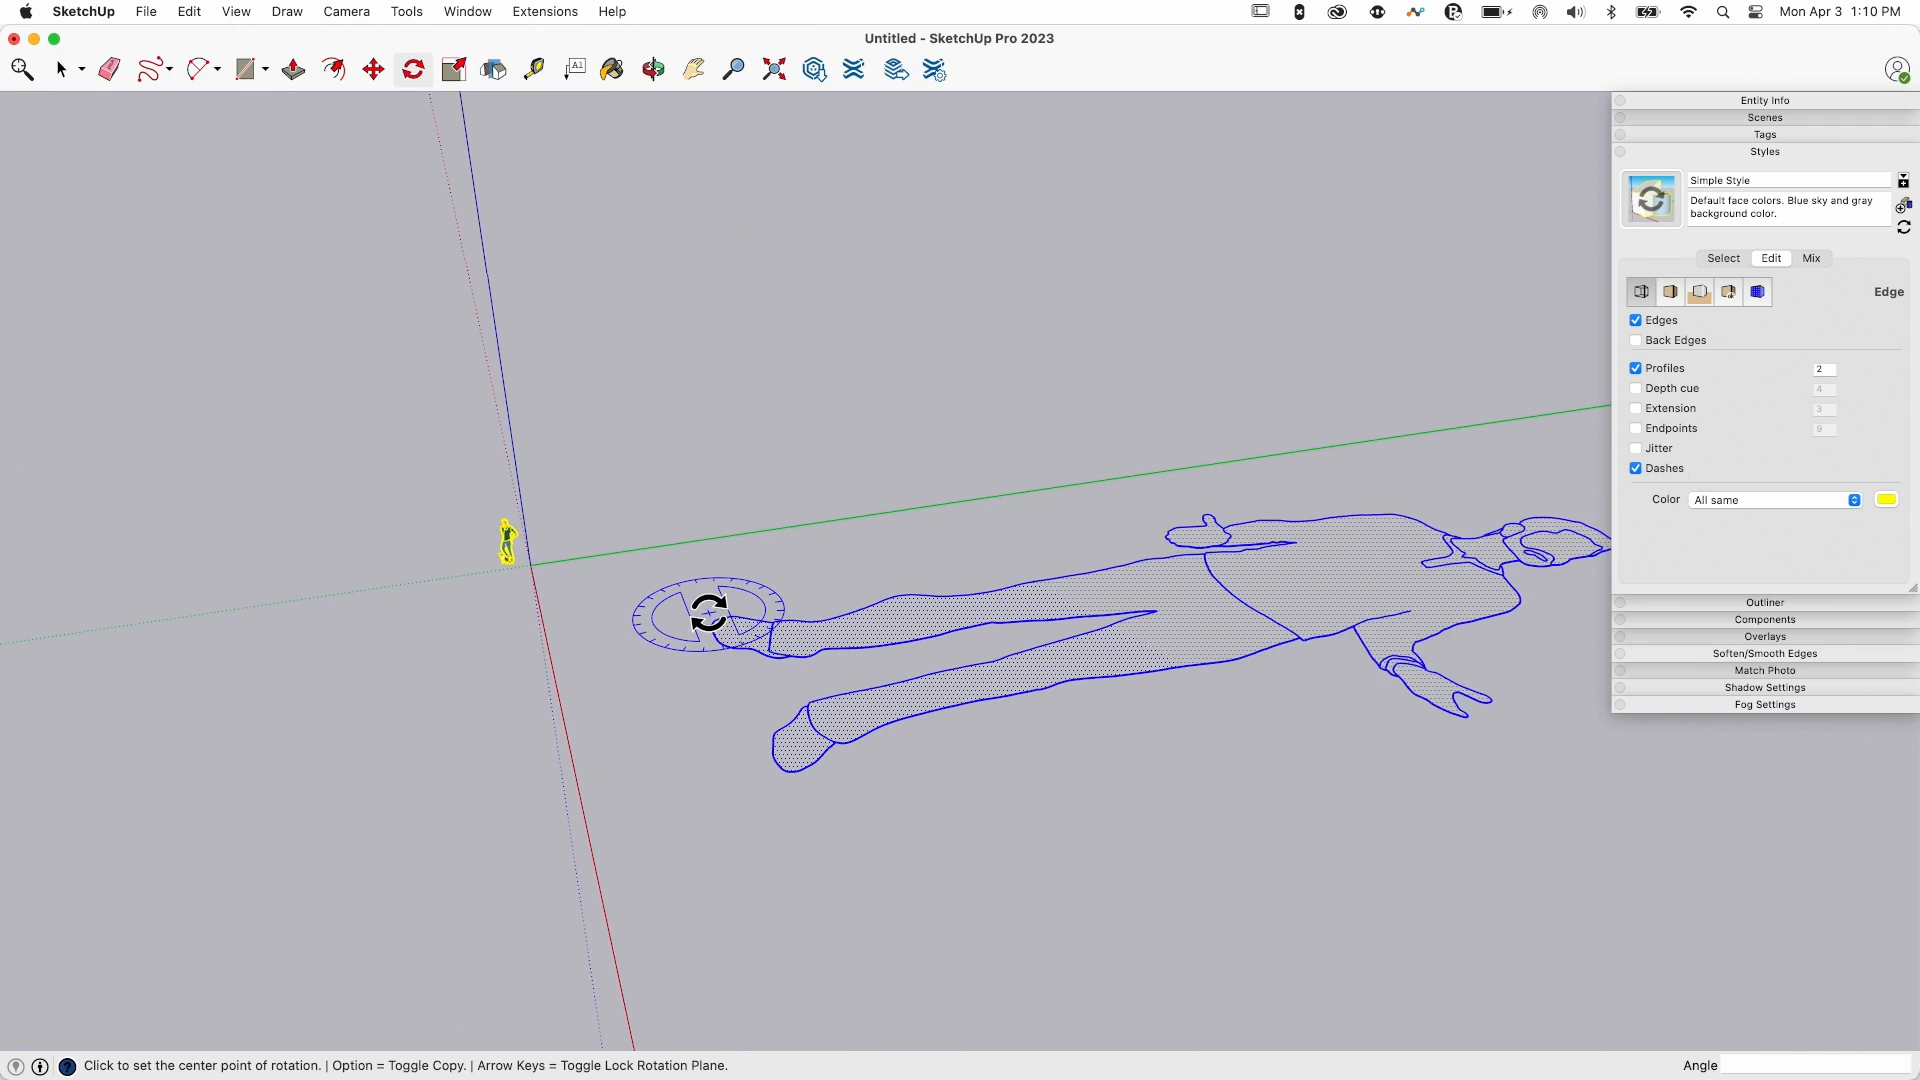 SketchUp File Edit View Draw Camera Tools Window Extensions Help
Mon Apr 3 1:10 PM
Untitled - SketchUp Pro 2023
A1
Entity Info
Scenes
Tags
Styles
Simple Style
Default face colors. Blue sky and gray
background color.
Select Edit Mix
Edge
Edges
Back Edges
Profiles 2
Depth cue 4
Extension 3
Endpoints 9
Jitter
Dashes
Color All same
Outliner
Components
Overlays
Soften/Smooth Edges
Match Photo
Shadow Settings
Fog Settings
Click to set the center point of rotation. | Option = Toggle Copy. | Arrow Keys = Toggle Lock Rotation Plane.
Angle